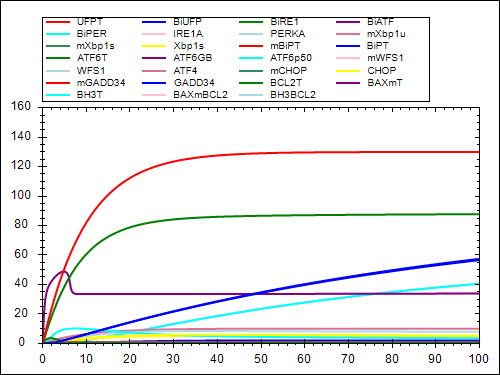 UFPT BiUFP BiRE1 BiATF
BiPER IRE1A PERKA mXbp1u
mXbp1s Xbp1s mBiPT BiPT
ATF6T ATF6GB ATF6p50 mWFS1
WFS1 ATF4 mCHOP CHOP
mGADD34 GADD34 BCL2T BAXmT
BH3T BAXmBCL2 BH3BCL2
160
140
120
100
80
60
40
20
0
0 10 20 30 40 50 60 70 80 90 100